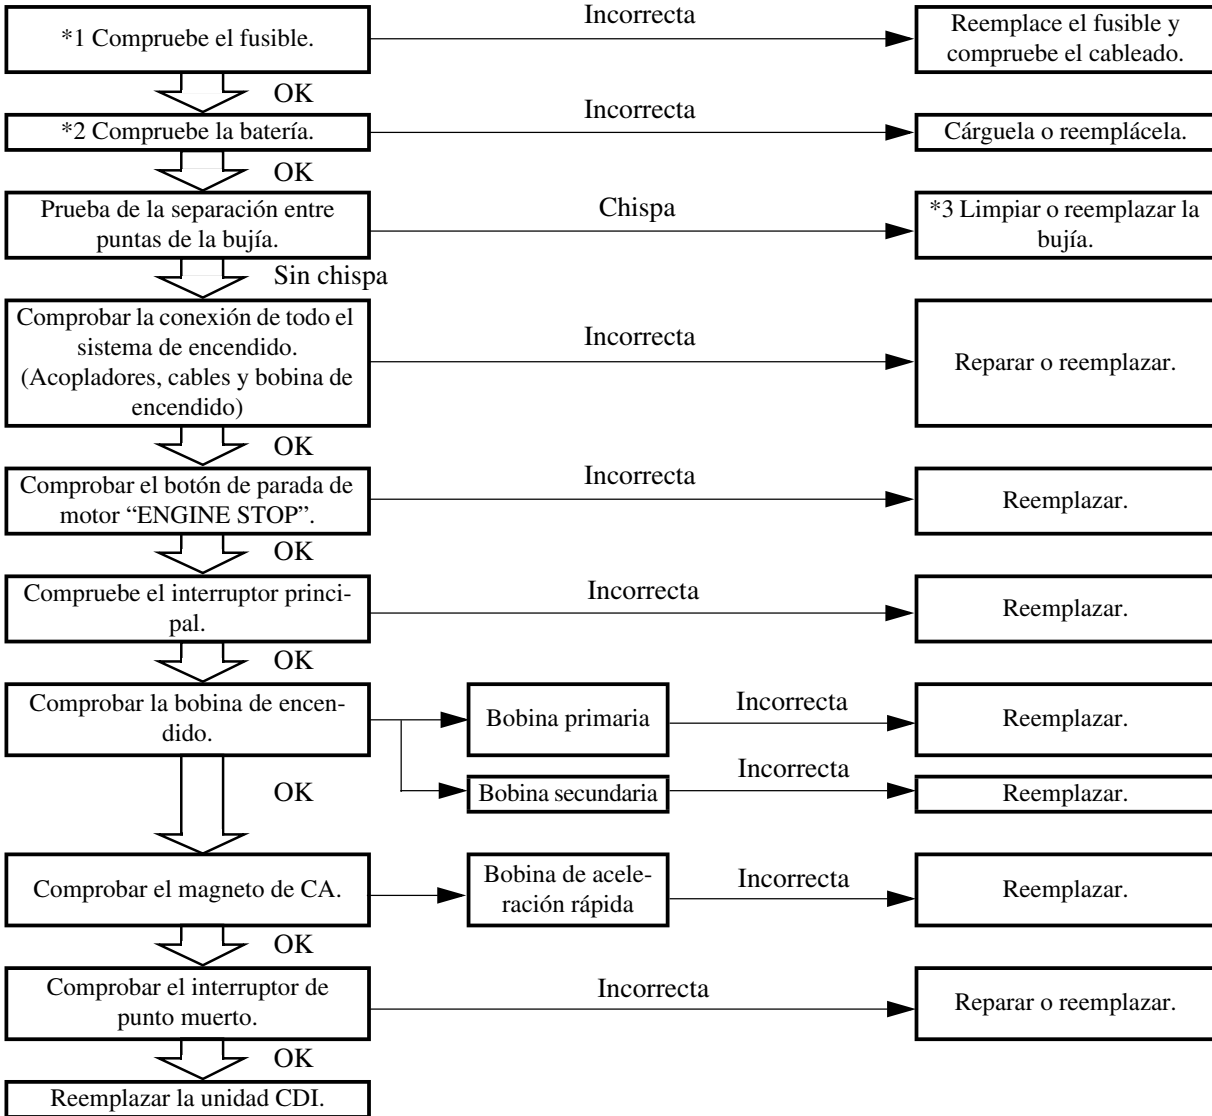 *1 Compruebe el fusible.
Incorrecta
Reemplace el fusible y
compruebe el cableado.
OK
*2 Compruebe la batería.
Incorrecta
Cárguela o reemplácela.
OK
Prueba de la separación entre
puntas de la bujía.
Chispa
*3 Limpiar o reemplazar la
bujía.
Sin chispa
Comprobar la conexión de todo el
sistema de encendido.
(Acopladores, cables y bobina de
encendido)
Incorrecta
Reparar o reemplazar.
OK
Comprobar el botón de parada de
motor “ENGINE STOP”.
Incorrecta
Reemplazar.
OK
Compruebe el interruptor princi-
pal.
Incorrecta
Reemplazar.
OK
Comprobar la bobina de encen-
dido.
Bobina primaria
Incorrecta
Reemplazar.
Bobina secundaria
Incorrecta
Reemplazar.
OK
Comprobar el magneto de CA.
Bobina de acele-
ración rápida
Incorrecta
Reemplazar.
OK
Comprobar el interruptor de
punto muerto.
Incorrecta
Reparar o reemplazar.
OK
Reemplazar la unidad CDI.